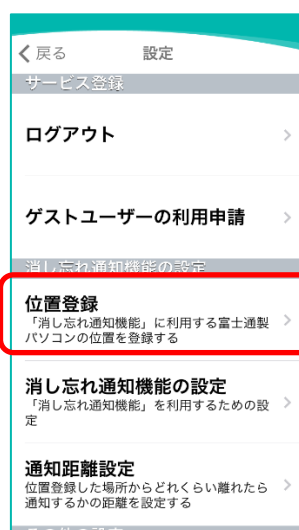 戻る 設定
サービス登録
ログアウト
ゲストユーザーの利用申請
消し忘れ通知機能の設定
位置登録
「消し忘れ通知機能」に利用する富士通製
パソコンの位置を登録する
消し忘れ通知機能の設定
「消し忘れ通知機能」を利用するための設
定
通知距離設定
位置登録した場所からどれくらい離れたら
通知するかの距離を設定する
その他の設定